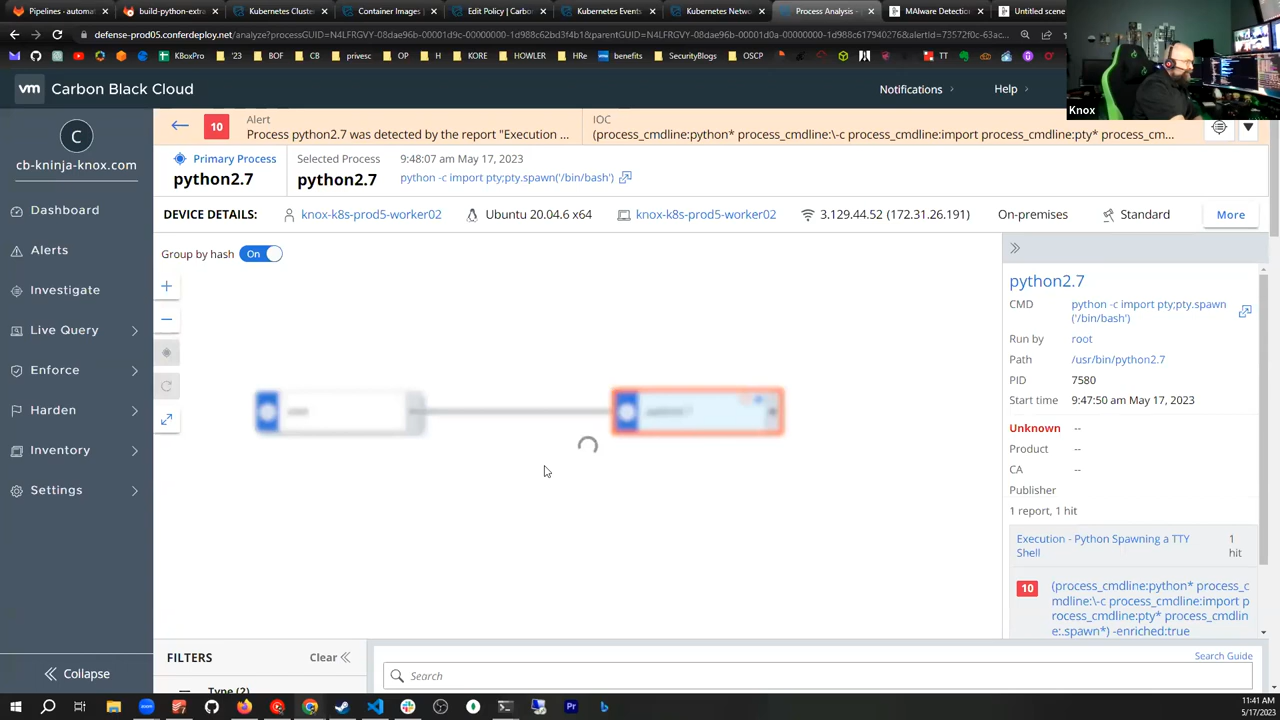 Pipelines - automat
build-python-extra
Kubernetes Cluster
Container Images |
Edit Policy | Carbo
Kubernetes Events
Kubernetes Networ
Process Analysis -
MAlware Detectio
Untitled scene
defense-prod05.conferdeploy.net/analyze?processGUID=N4LFRGVY-08dae96b-00001d9c-00000000-1d988c62bd3f4b1&parentGUID=N4LFRGVY-08dae96b-00001d0a-00000000-1d988c617940276&alertId=73572f0c-63ac...
KBoxPro
'23
BOF
CB
privesc
OP
H
KORE
HOWLER
HRe
benefits
SecurityBlogs
OSCP
TT
Knox
vm Carbon Black Cloud
Notifications
Help
C
cb-kninja-knox.com
Dashboard
Alerts
Investigate
Live Query
Enforce
Harden
Inventory
Settings
Collapse
10
Alert
Process python2.7 was detected by the report "Execution ...
IOC
(process_cmdline:python* process_cmdline:\-c process_cmdline:import process_cmdline:pty* process_cm...
Primary Process
python2.7
Selected Process
python2.7
9:48:07 am May 17, 2023
python -c import pty;pty.spawn('/bin/bash')
DEVICE DETAILS:
knox-k8s-prod5-worker02
Ubuntu 20.04.6 x64
knox-k8s-prod5-worker02
3.129.44.52 (172.31.26.191)
On-premises
Standard
More
Group by hash
On
python2.7
CMD
python -c import pty;pty.spawn
('/bin/bash')
Run by
root
Path
/usr/bin/python2.7
PID
7580
Start time
9:47:50 am May 17, 2023
Unknown
--
Product
--
CA
--
Publisher
1 report, 1 hit
Execution - Python Spawning a TTY
Shell
1
hit
10
(process_cmdline:python* process_c
mdline:\-c process_cmdline:import p
rocess_cmdline:pty* process_cmdlin
e:.spawn*) -enriched:true
FILTERS
Clear
Type (2)
Search Guide
Search
11:41 AM
5/17/2023